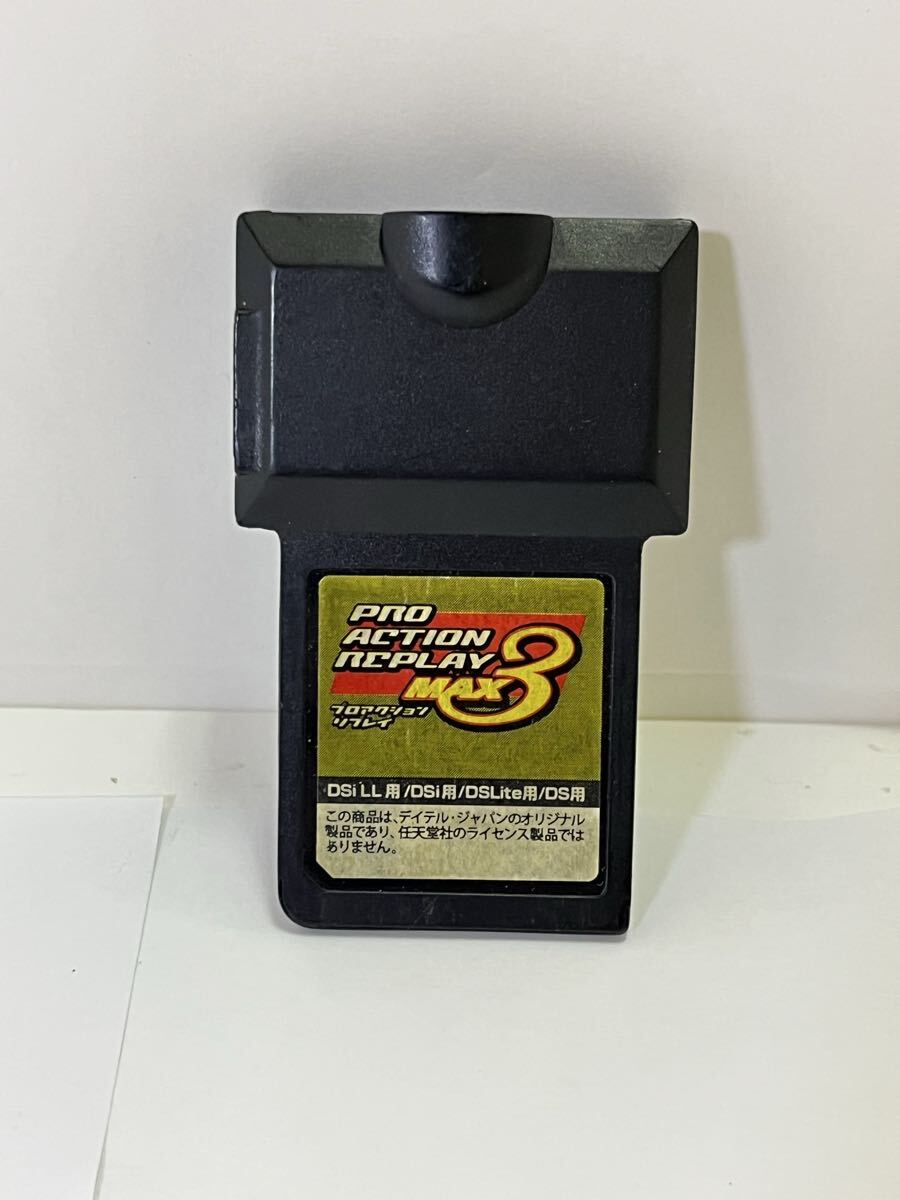 PRO
ACTION
REPLAY
MAX3
プロアクション
リプレイ
DSi LL用/DSi用/DSLite用/DS用
この商品は、デイテル・ジャパンのオリジナル
製品であり、任天堂社のライセンス製品では
ありません。